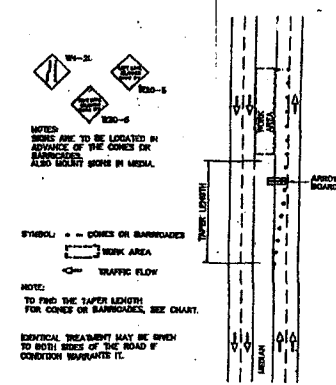 W4-2L
R20-5
R20-6
NOTES:
SIGNS ARE TO BE LOCATED IN
ADVANCE OF THE CONES OR
BARRICADES.
ALSO MOUNT SIGNS IN MEDIA.
SYMBOL: CONES OR BARRICADES
WORK AREA
TRAFFIC FLOW
NOTE:
TO FIND THE TAPER LENGTH
FOR CONES OR BARRICADES, SEE CHART.
IDENTICAL TREATMENT MAY BE GIVEN
TO BOTH SIDES OF THE ROAD IF
CONDITION WARRANTS IT.
TAPER LENGTH
WORK
AREA
ARROW
BOARD
MEDIAN